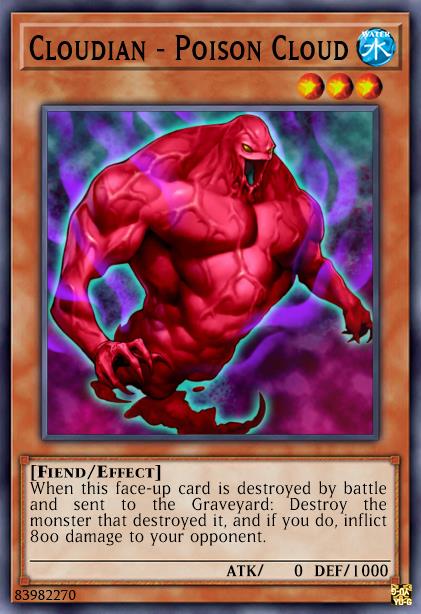 Cloudian - Poison Cloud
WATER
水
[Fiend/Effect]
When this face-up card is destroyed by battle
and sent to the Graveyard: Destroy the
monster that destroyed it, and if you do, inflict
800 damage to your opponent.
ATK/ 0 DEF/1000
83982270